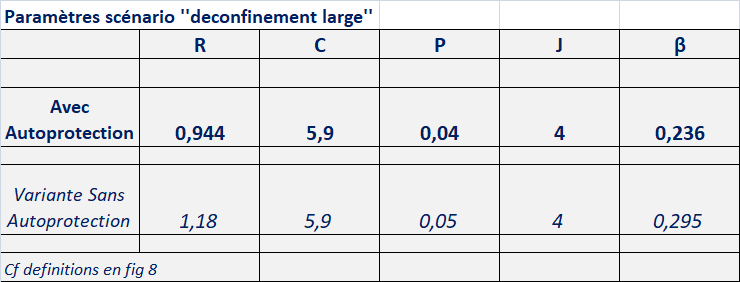 Paramètres scénario ''deconfinement large''
R C P J β
Avec
Autoprotection 0,944 5,9 0,04 4 0,236
Variante Sans
Autoprotection 1,18 5,9 0,05 4 0,295
Cf definitions en fig 8